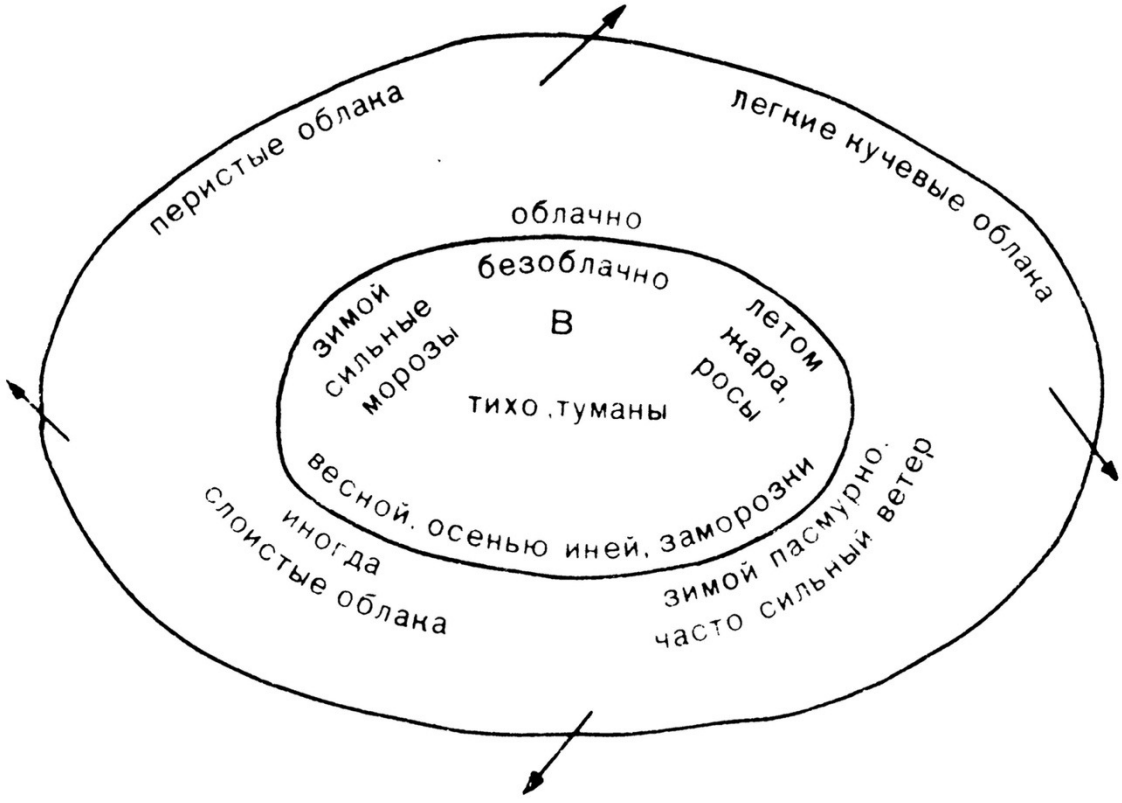 перистые облака
легкие кучевые облака
облачно
безоблачно
зимой
сильные
морозы
В
летом
жара,
росы
тихо, туманы
весной, осенью иней, заморозки
иногда
слоистые облака
зимой пасмурно.
часто сильный ветер